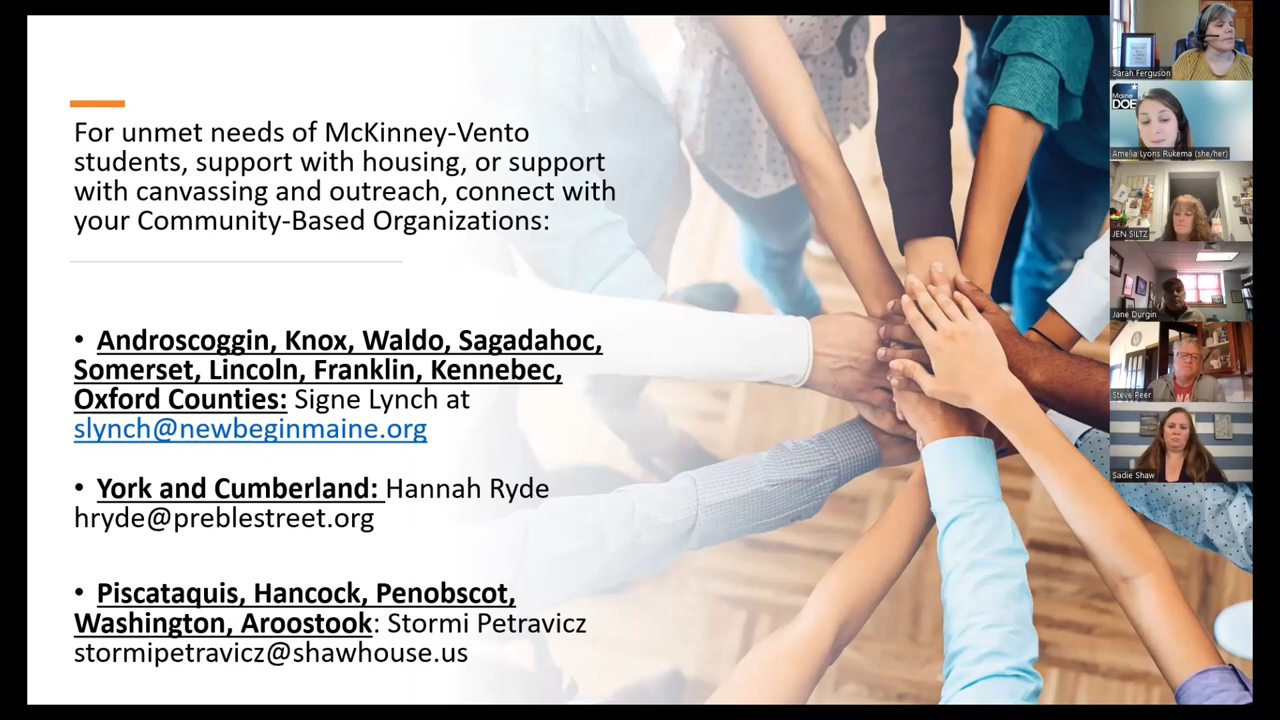 For unmet needs of McKinney-Vento
students, support with housing, or support
with canvassing and outreach, connect with
your Community-Based Organizations:
• Androscoggin, Knox, Waldo, Sagadahoc,
Somerset, Lincoln, Franklin, Kennebec,
Oxford Counties: Signe Lynch at
slynch@newbeginmaine.org
• York and Cumberland: Hannah Ryde
hryde@preblestreet.org
• Piscataquis, Hancock, Penobscot,
Washington, Aroostook: Stormi Petravicz
stormipetravicz@shawhouse.us
Sarah Ferguson
Maine
DOE
Amelia Lyons Rukema (she/her)
JEN SILTZ
Jane Durgin
Steve Peer
Sadie Shaw